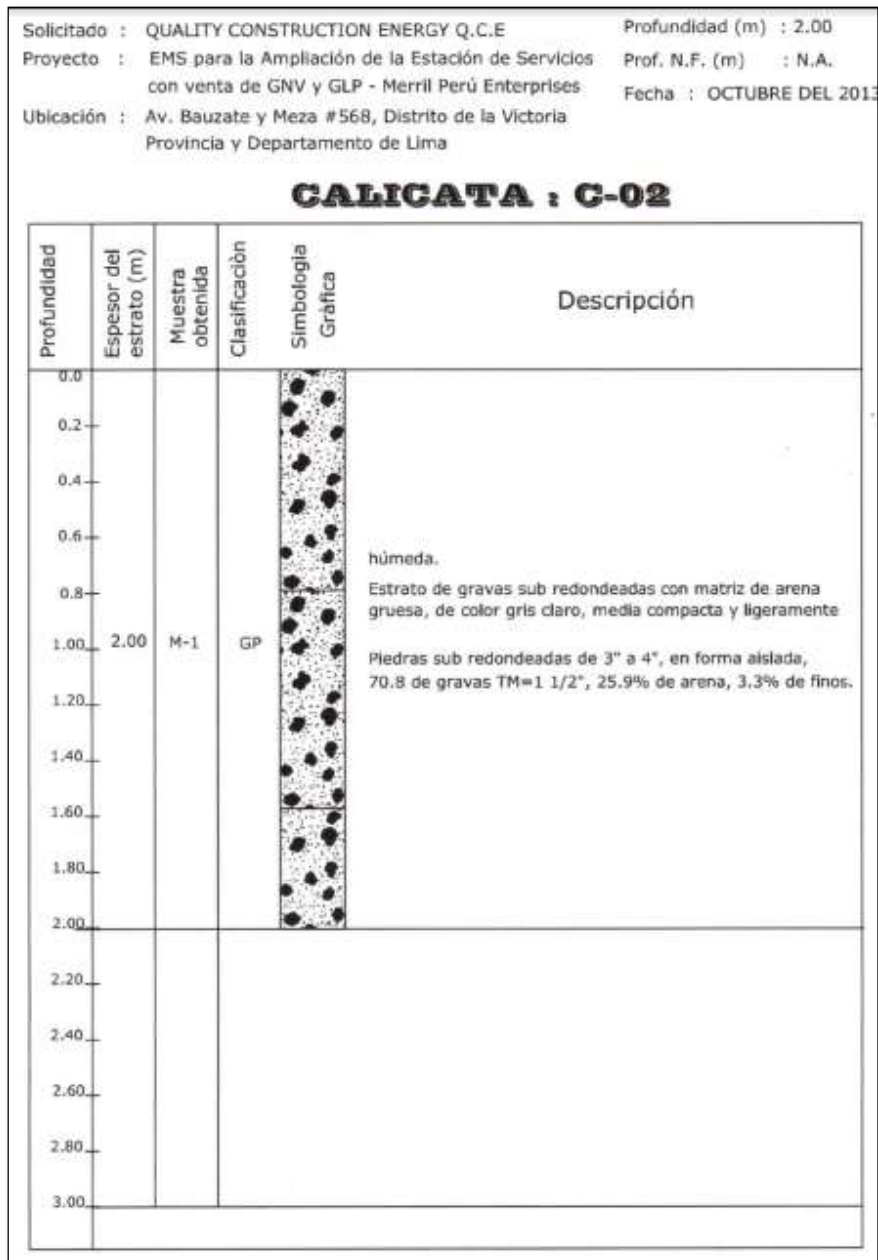 Solicitado : QUALITY CONSTRUCTION ENERGY Q.C.E
Proyecto : EMS para la Ampliación de la Estación de Servicios
con venta de GNV y GLP - Merril Perú Enterprises
Ubicación : Av. Bauzate y Meza #568, Distrito de la Victoria
Provincia y Departamento de Lima
Profundidad (m) : 2.00
Prof. N.F. (m) : N.A.
Fecha : OCTUBRE DEL 2013
CALICATA : C-02
Profundidad
Espesor del
estrato (m)
Muestra
obtenida
Clasificaciòn
Simbologia
Gràfica
Descripción
0.0
0.2
0.4
0.6
0.8
1.00
1.20
1.40
1.60
1.80
2.00
2.20
2.40
2.60
2.80
3.00
2.00
M-1
GP
húmeda.
Estrato de gravas sub redondeadas con matriz de arena
gruesa, de color gris claro, media compacta y ligeramente
Piedras sub redondeadas de 3" a 4", en forma aislada,
70.8 de gravas TM=1 1/2", 25.9% de arena, 3.3% de finos.